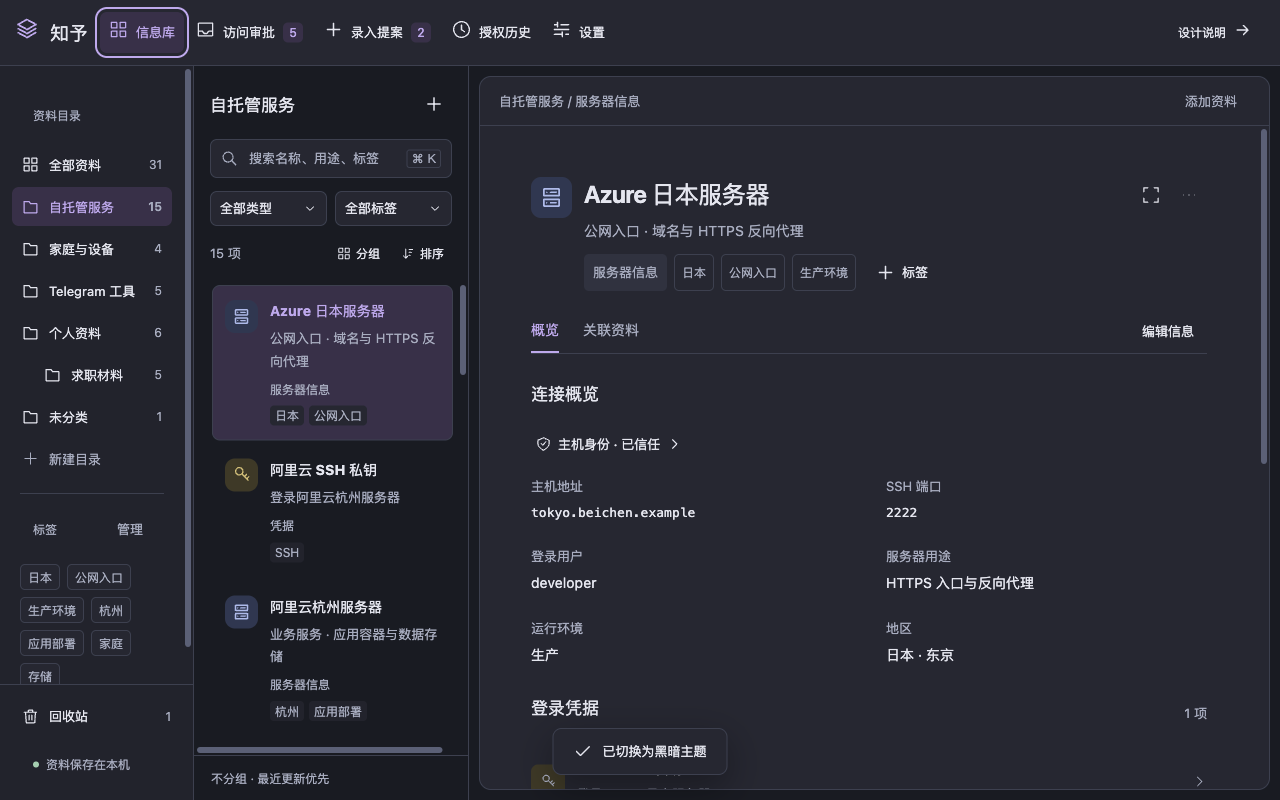 知予
信息库
访问审批 5
录入提案 2
授权历史
设置
设计说明
资料目录
全部资料 31
自托管服务 15
家庭与设备 4
Telegram 工具 5
个人资料 6
求职材料 5
未分类 1
新建目录
标签 管理
日本 公网入口
生产环境 杭州
应用部署 家庭
存储
回收站 1
资料保存在本机
自托管服务
搜索名称、用途、标签 ⌘ K
全部类型 全部标签
15 项 分组 排序
Azure 日本服务器
公网入口 · 域名与 HTTPS 反
向代理
服务器信息
日本 公网入口
阿里云 SSH 私钥
登录阿里云杭州服务器
凭据
SSH
阿里云杭州服务器
业务服务 · 应用容器与数据存
储
服务器信息
杭州 应用部署
不分组 · 最近更新优先
自托管服务 / 服务器信息 添加资料
Azure 日本服务器
公网入口 · 域名与 HTTPS 反向代理
服务器信息 日本 公网入口 生产环境 标签
概览 关联资料 编辑信息
连接概览
主机身份 · 已信任
主机地址 SSH 端口
tokyo.beichen.example 2222
登录用户 服务器用途
developer HTTPS 入口与反向代理
运行环境 地区
生产 日本 · 东京
登录凭据 1 项
已切换为黑暗主题